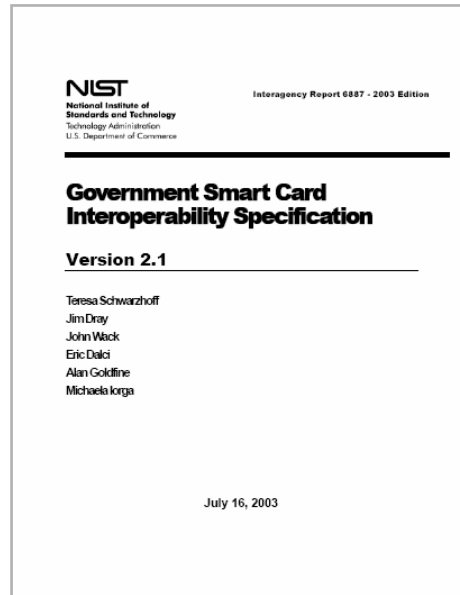 NIST
National Institute of
Standards and Technology
Technology Administration
U.S. Department of Commerce
Interagency Report 6887 - 2003 Edition
Government Smart Card
Interoperability Specification
Version 2.1
Teresa Schwarzhoff
Jim Dray
John Wack
Eric Dalci
Alan Goldfine
Michaela Iorga
July 16, 2003